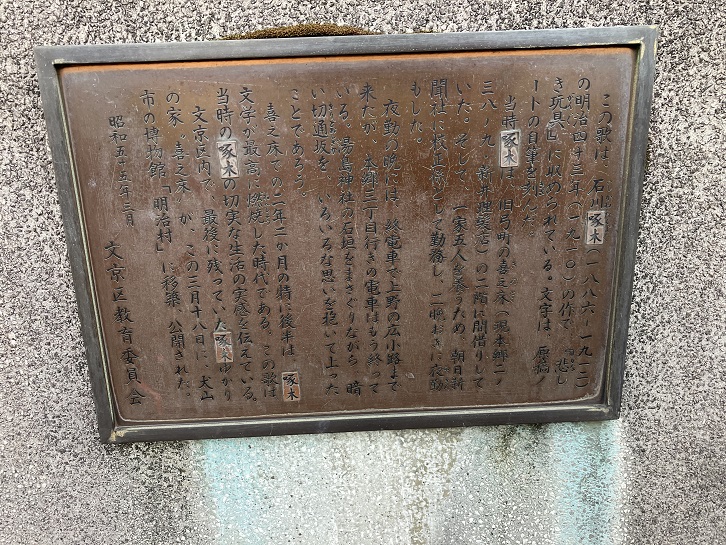 この歌は、石川啄木(一八八六~一九一二)
の明治四十三年(一九一〇)の作で、『悲し
き玩具』に収められている。文字は、原稿ノ
ートの自筆を刻んだ。
当時啄木は、旧弓町の喜之床(現本郷二ノ
三八ノ九・新井理髪店)の二階に間借りして
いた。そして、一家五人を養うため、朝日新
聞社に校正係として勤務し、二晩おきに夜勤
もした。
夜勤の晩には、終電車で上野の広小路まで
来たが、本郷三丁目行きの電車はもう終って
いる。湯島神社の石垣をまさぐりながら、暗
い切通坂を、いろいろな思いを抱いて上った
ことであろう。
喜之床での二年二か月の特に後半は、啄木
文学が最高に燃焼した時代である。この歌は
当時の啄木の切実な生活の実感を伝えている。
文京区内で、最後に残っていた啄木ゆかり
の家"喜之床"が、この三月十八日に、犬山
市の博物館「明治村」に移築、公開された。
昭和五十五年三月
文京区教育委員会